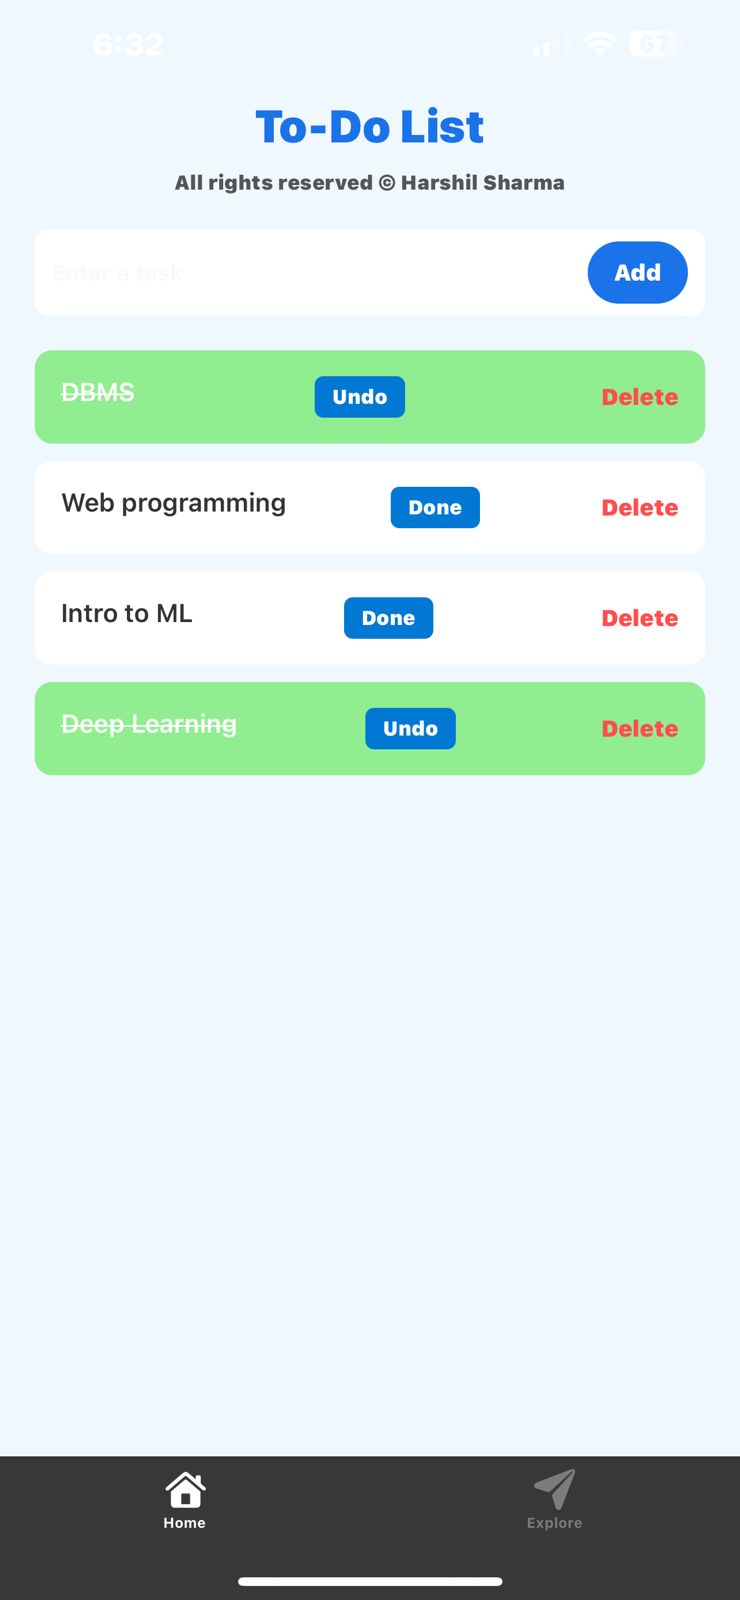 6:32
67
To-Do List
All rights reserved © Harshil Sharma
Enter a task
Add
DBMS
Undo
Delete
Web programming
Done
Delete
Intro to ML
Done
Delete
Deep Learning
Undo
Delete
Home
Explore